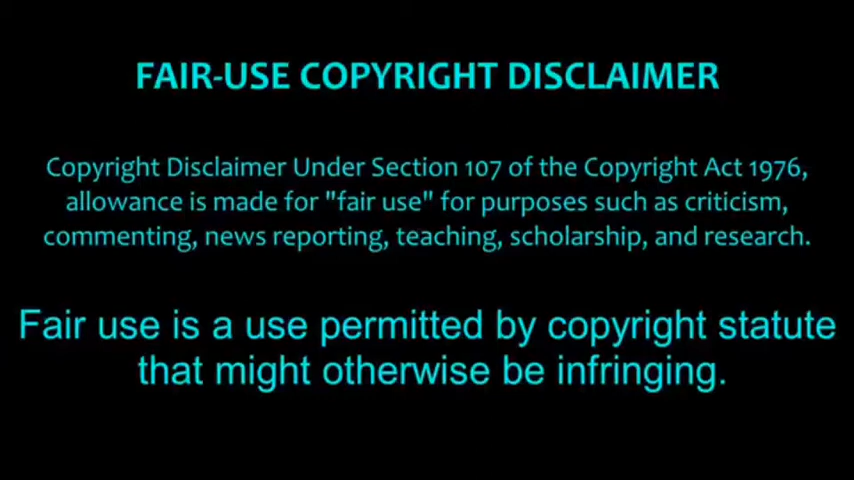 FAIR-USE COPYRIGHT DISCLAIMER
Copyright Disclaimer Under Section 107 of the Copyright Act 1976,
allowance is made for "fair use" for purposes such as criticism,
commenting, news reporting, teaching, scholarship, and research.
Fair use is a use permitted by copyright statute
that might otherwise be infringing.